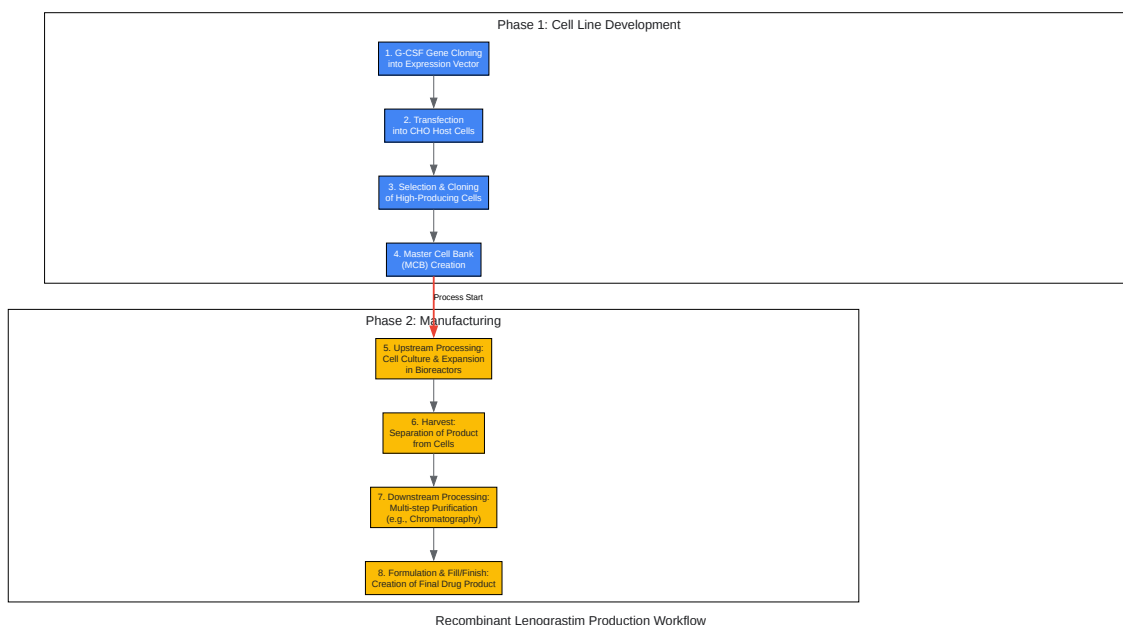 Phase 1: Cell Line Development
1. G-CSF Gene Cloning
into Expression Vector
2. Transfection
into CHO Host Cells
3. Selection & Cloning
of High-Producing Cells
4. Master Cell Bank
(MCB) Creation
Process Start
Phase 2: Manufacturing
5. Upstream Processing:
Cell Culture & Expansion
in Bioreactors
6. Harvest:
Separation of Product
from Cells
7. Downstream Processing:
Multi-step Purification
(e.g., Chromatography)
8. Formulation & Fill/Finish:
Creation of Final Drug Product
Recombinant Lenograstim Production Workflow